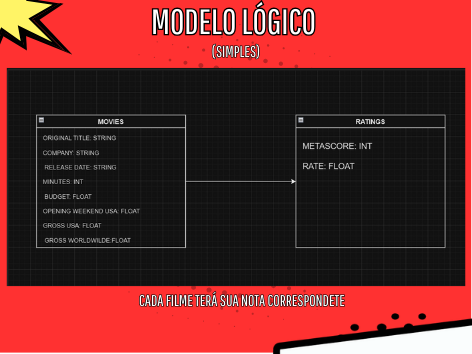 MODELO LÓGICO
(SIMPLES)
MOVIES
ORIGINAL TITLE: STRING
COMPANY: STRING
RELEASE DATE: STRING
MINUTES: INT
BUDGET: FLOAT
OPENING WEEKEND USA: FLOAT
GROSS USA: FLOAT
GROSS WORLDWILDE:FLOAT
RATINGS
METASCORE: INT
RATE: FLOAT
CADA FILME TERÁ SUA NOTA CORRESPONDETE